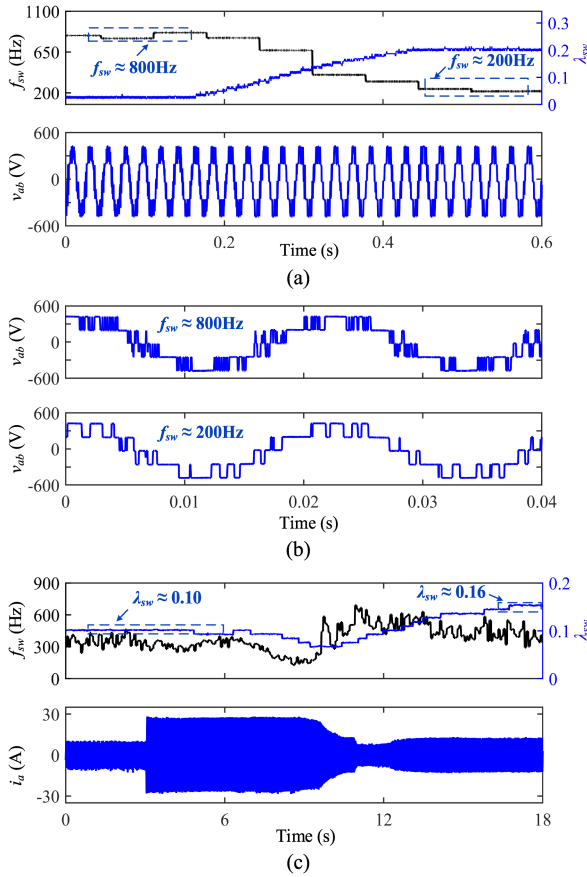 1100
650
200
f_sw (Hz)
f_sw ≈ 800Hz
f_sw ≈ 200Hz
0.3
0.2
0.1
0
λ_sw
600
0
-600
v_ab (V)
0
0.2
0.4
0.6
Time (s)
(a)
600
0
-600
v_ab (V)
f_sw ≈ 800Hz
600
0
-600
v_ab (V)
f_sw ≈ 200Hz
0
0.01
0.02
0.03
0.04
Time (s)
(b)
900
600
300
0
f_sw (Hz)
λ_sw ≈ 0.10
λ_sw ≈ 0.16
0.2
0.1
0
λ_sw
30
0
-30
i_a (A)
0
6
12
18
Time (s)
(c)